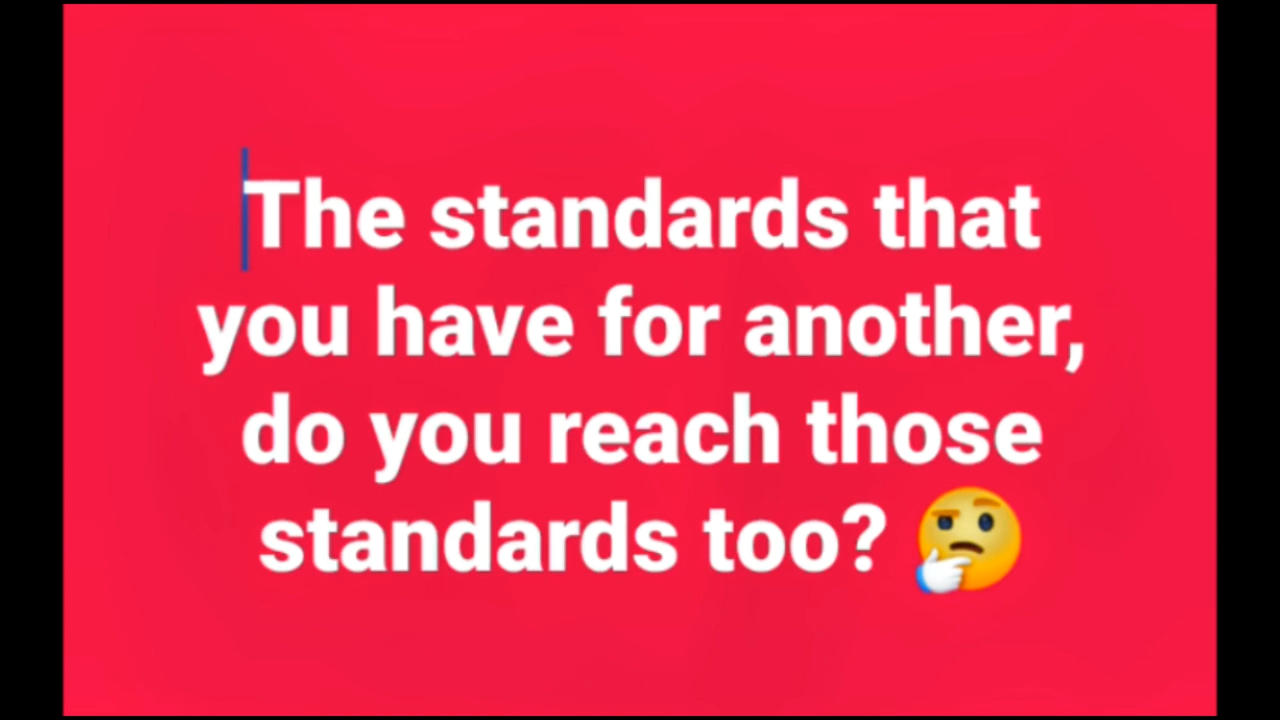 The standards that
you have for another,
do you reach those
standards too? 🤔